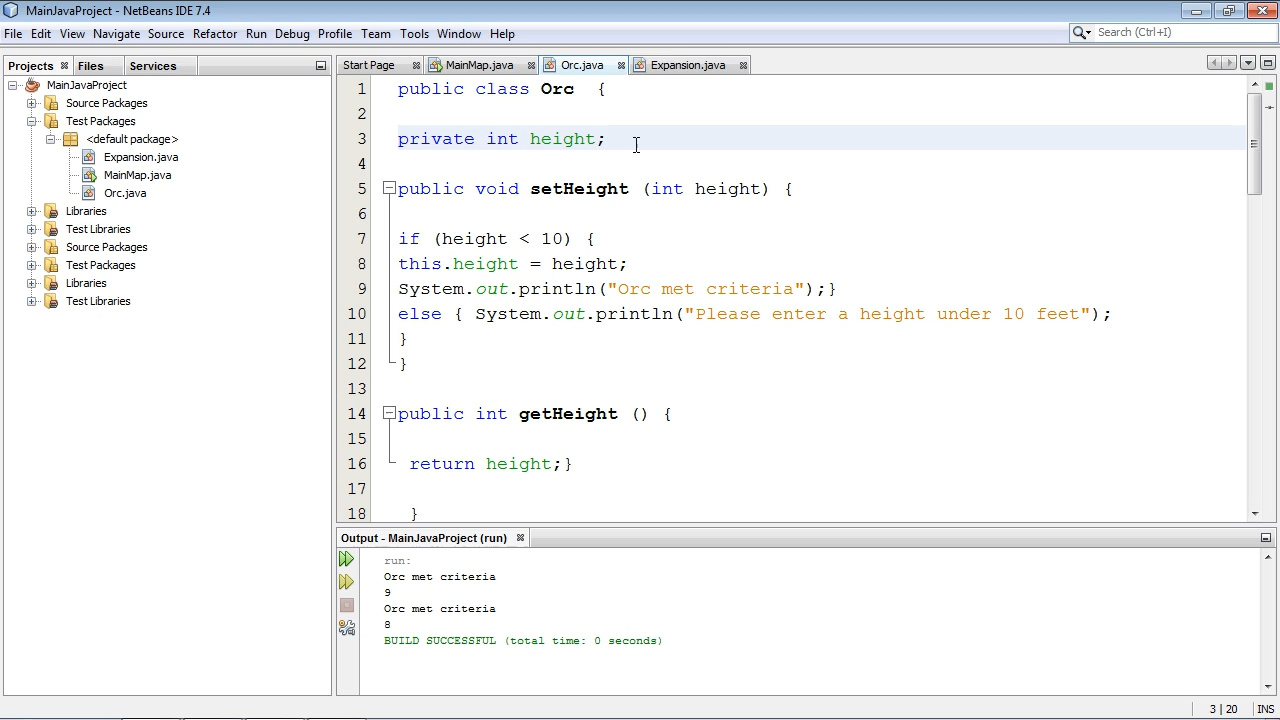 MainJavaProject - NetBeans IDE 7.4
File Edit View Navigate Source Refactor Run Debug Profile Team Tools Window Help
Search (Ctrl+I)
Projects Files Services
MainJavaProject
Source Packages
Test Packages
<default package>
Expansion.java
MainMap.java
Orc.java
Libraries
Test Libraries
Source Packages
Test Packages
Libraries
Test Libraries
Start Page MainMap.java Orc.java Expansion.java
1 public class Orc  {
2
3 private int height;
4
5 public void setHeight (int height) {
6
7 if (height < 10) {
8 this.height = height;
9 System.out.println("Orc met criteria");}
10 else { System.out.println("Please enter a height under 10 feet");
11 }
12 }
13
14 public int getHeight () {
15
16 return height;}
17
18 }
Output - MainJavaProject (run)
run:
Orc met criteria
9
Orc met criteria
8
BUILD SUCCESSFUL (total time: 0 seconds)
3 | 20 INS